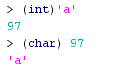 > (int)'a'
97
> (char) 97
'a'